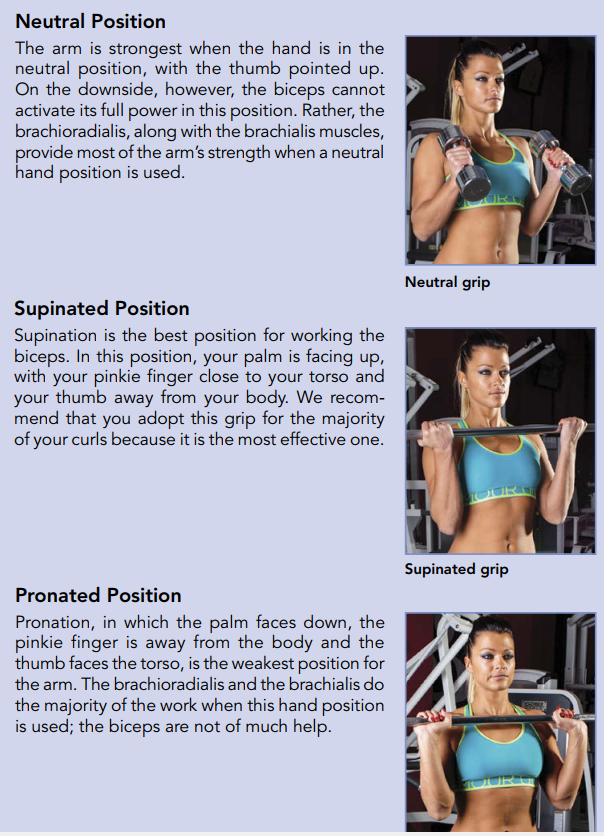 Neutral Position
The arm is strongest when the hand is in the
neutral position, with the thumb pointed up.
On the downside, however, the biceps cannot
activate its full power in this position. Rather, the
brachioradialis, along with the brachialis muscles,
provide most of the arm’s strength when a neutral
hand position is used.
Neutral grip
Supinated Position
Supination is the best position for working the
biceps. In this position, your palm is facing up,
with your pinkie finger close to your torso and
your thumb away from your body. We recom-
mend that you adopt this grip for the majority
of your curls because it is the most effective one.
Supinated grip
Pronated Position
Pronation, in which the palm faces down, the
pinkie finger is away from the body and the
thumb faces the torso, is the weakest position for
the arm. The brachioradialis and the brachialis do
the majority of the work when this hand position
is used; the biceps are not of much help.